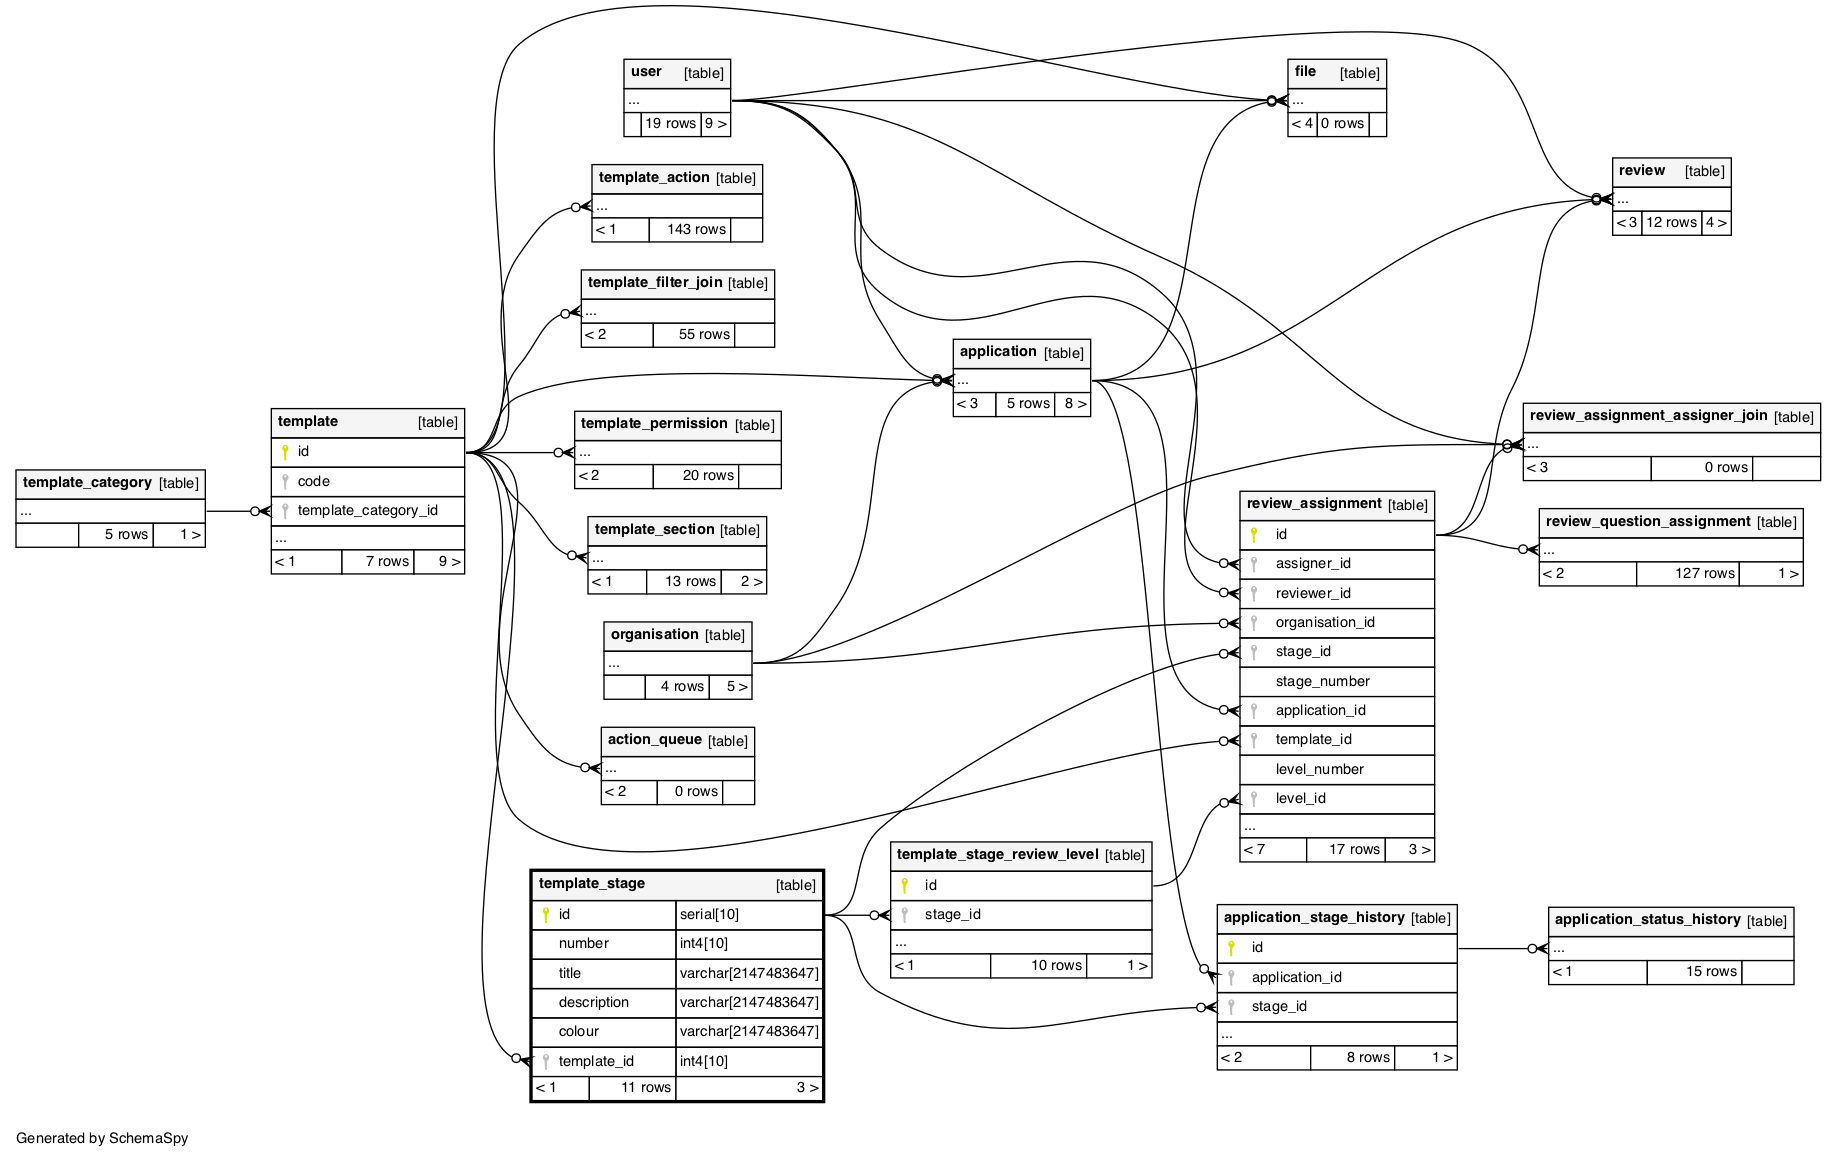 user [table]
...
19 rows 9 >
file [table]
...
< 4 0 rows
template_action [table]
...
< 1 143 rows
review [table]
...
< 3 12 rows 4 >
template_filter_join [table]
...
< 2 55 rows
application [table]
...
< 3 5 rows 8 >
template [table]
id
code
template_category_id
...
< 1 7 rows 9 >
template_permission [table]
...
< 2 20 rows
review_assignment_assigner_join [table]
...
< 3 0 rows
template_category [table]
...
5 rows 1 >
template_section [table]
...
< 1 13 rows 2 >
review_assignment [table]
id
assigner_id
reviewer_id
organisation_id
stage_id
stage_number
application_id
template_id
level_number
level_id
...
< 7 17 rows 3 >
review_question_assignment [table]
...
< 2 127 rows 1 >
organisation [table]
...
4 rows 5 >
action_queue [table]
...
< 2 0 rows
template_stage_review_level [table]
id
stage_id
...
< 1 10 rows 1 >
template_stage [table]
id serial[10]
number int4[10]
title varchar[2147483647]
description varchar[2147483647]
colour varchar[2147483647]
template_id int4[10]
< 1 11 rows 3 >
application_stage_history [table]
id
application_id
stage_id
...
< 2 8 rows 1 >
application_status_history [table]
...
< 1 15 rows
Generated by SchemaSpy